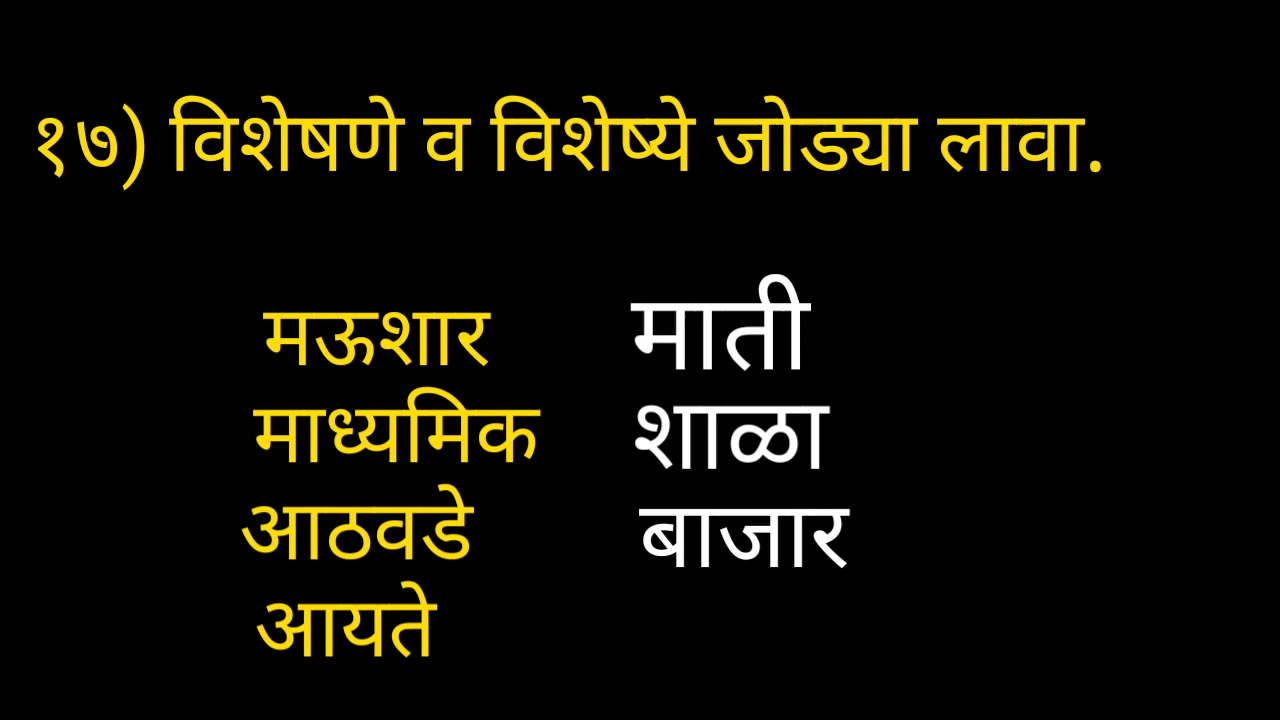 १७) विशेषणे व विशेष्ये जोड्या लावा.
मऊशार माती
माध्यमिक शाळा
आठवडे बाजार
आयते